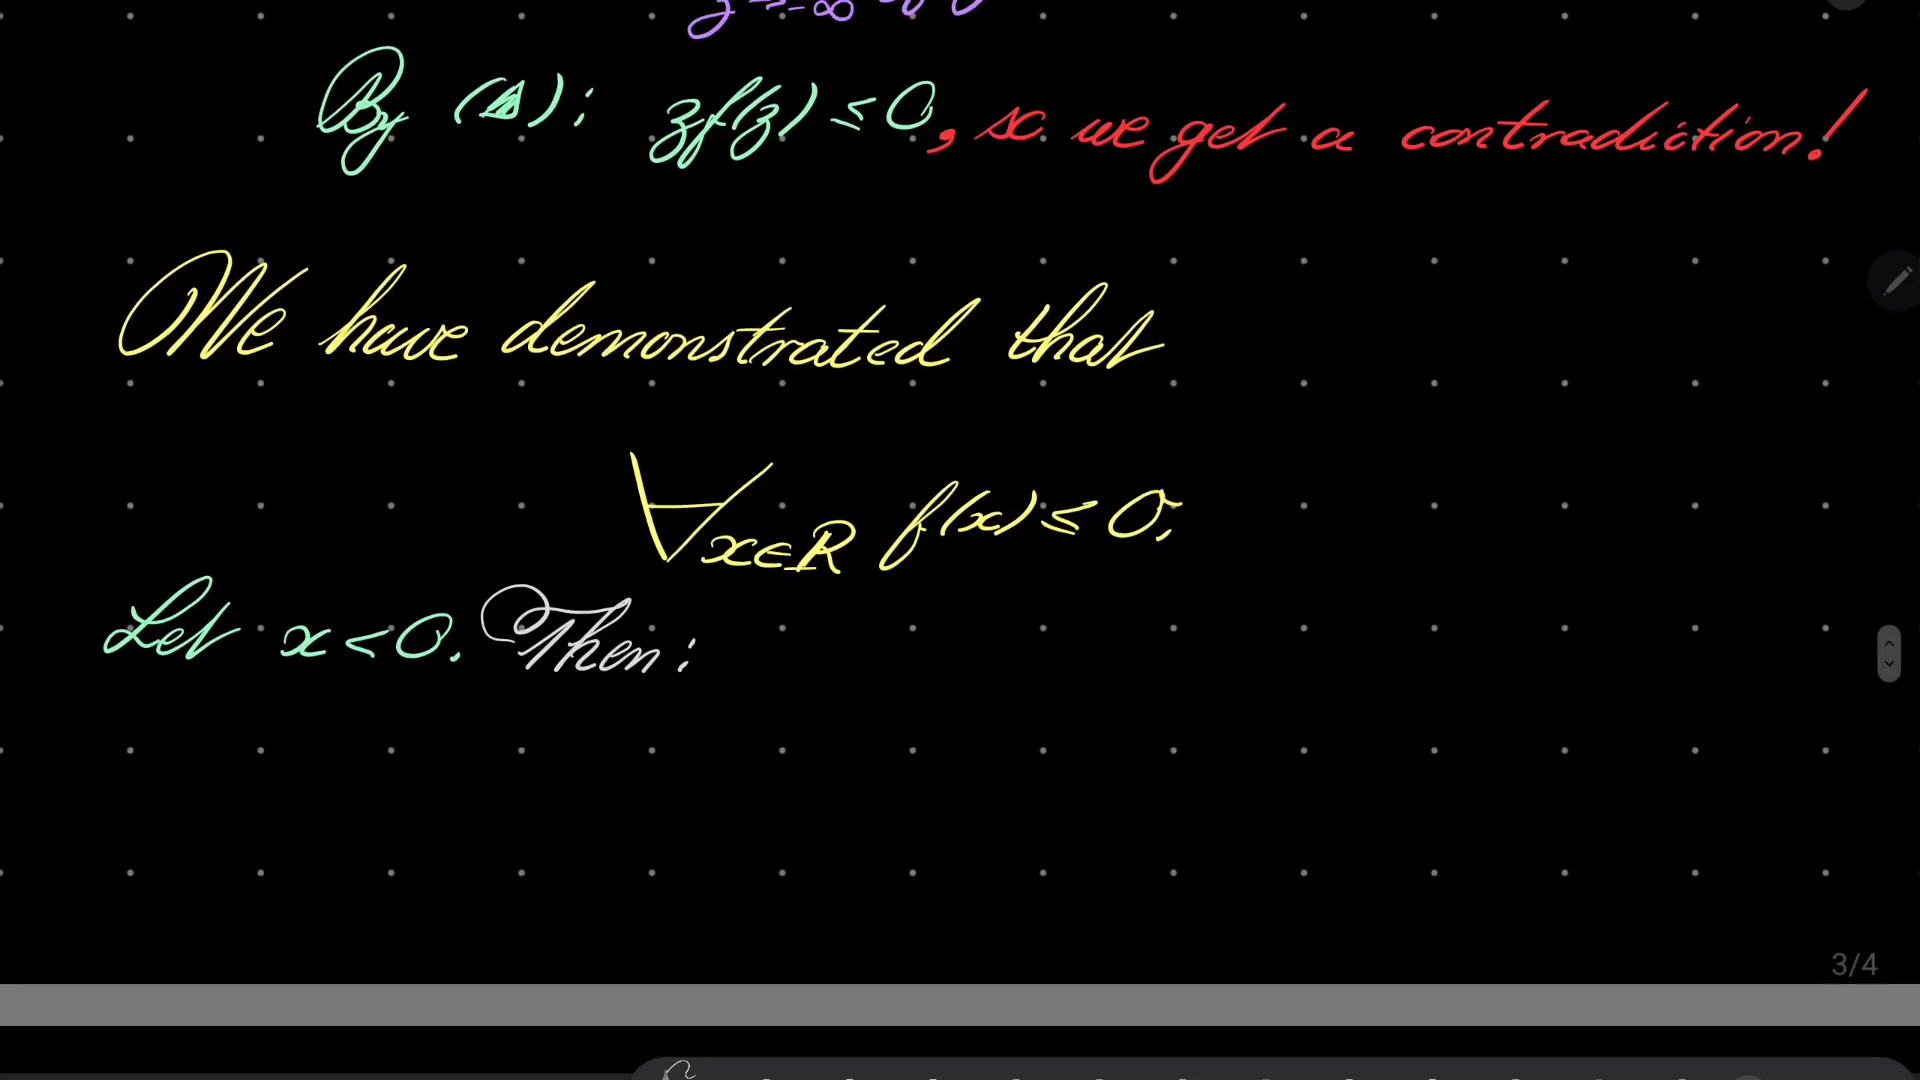 By (Δ): zf(z) ≤ 0, so we get a contradiction!
We have demonstrated that
∀x∈R f(x) ≤ 0.
Let x < 0. Then:
3/4